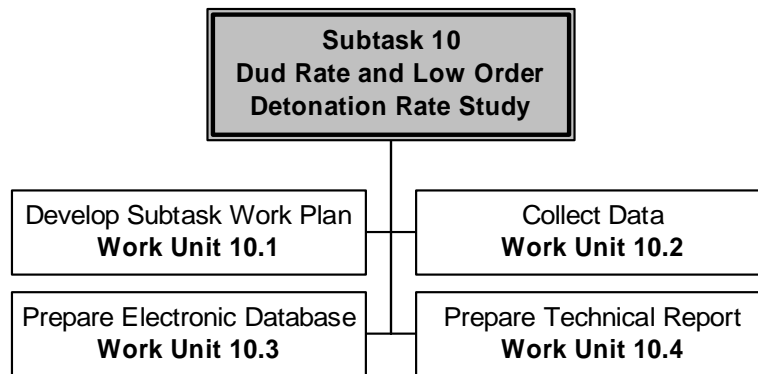 Subtask 10
Dud Rate and Low Order
Detonation Rate Study
Develop Subtask Work Plan
Work Unit 10.1
Collect Data
Work Unit 10.2
Prepare Electronic Database
Work Unit 10.3
Prepare Technical Report
Work Unit 10.4